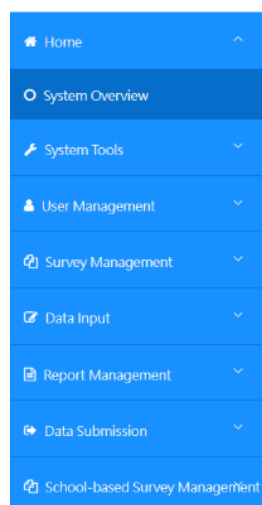 Home
System Overview
System Tools
User Management
Survey Management
Data Input
Report Management
Data Submission
School-based Survey Management